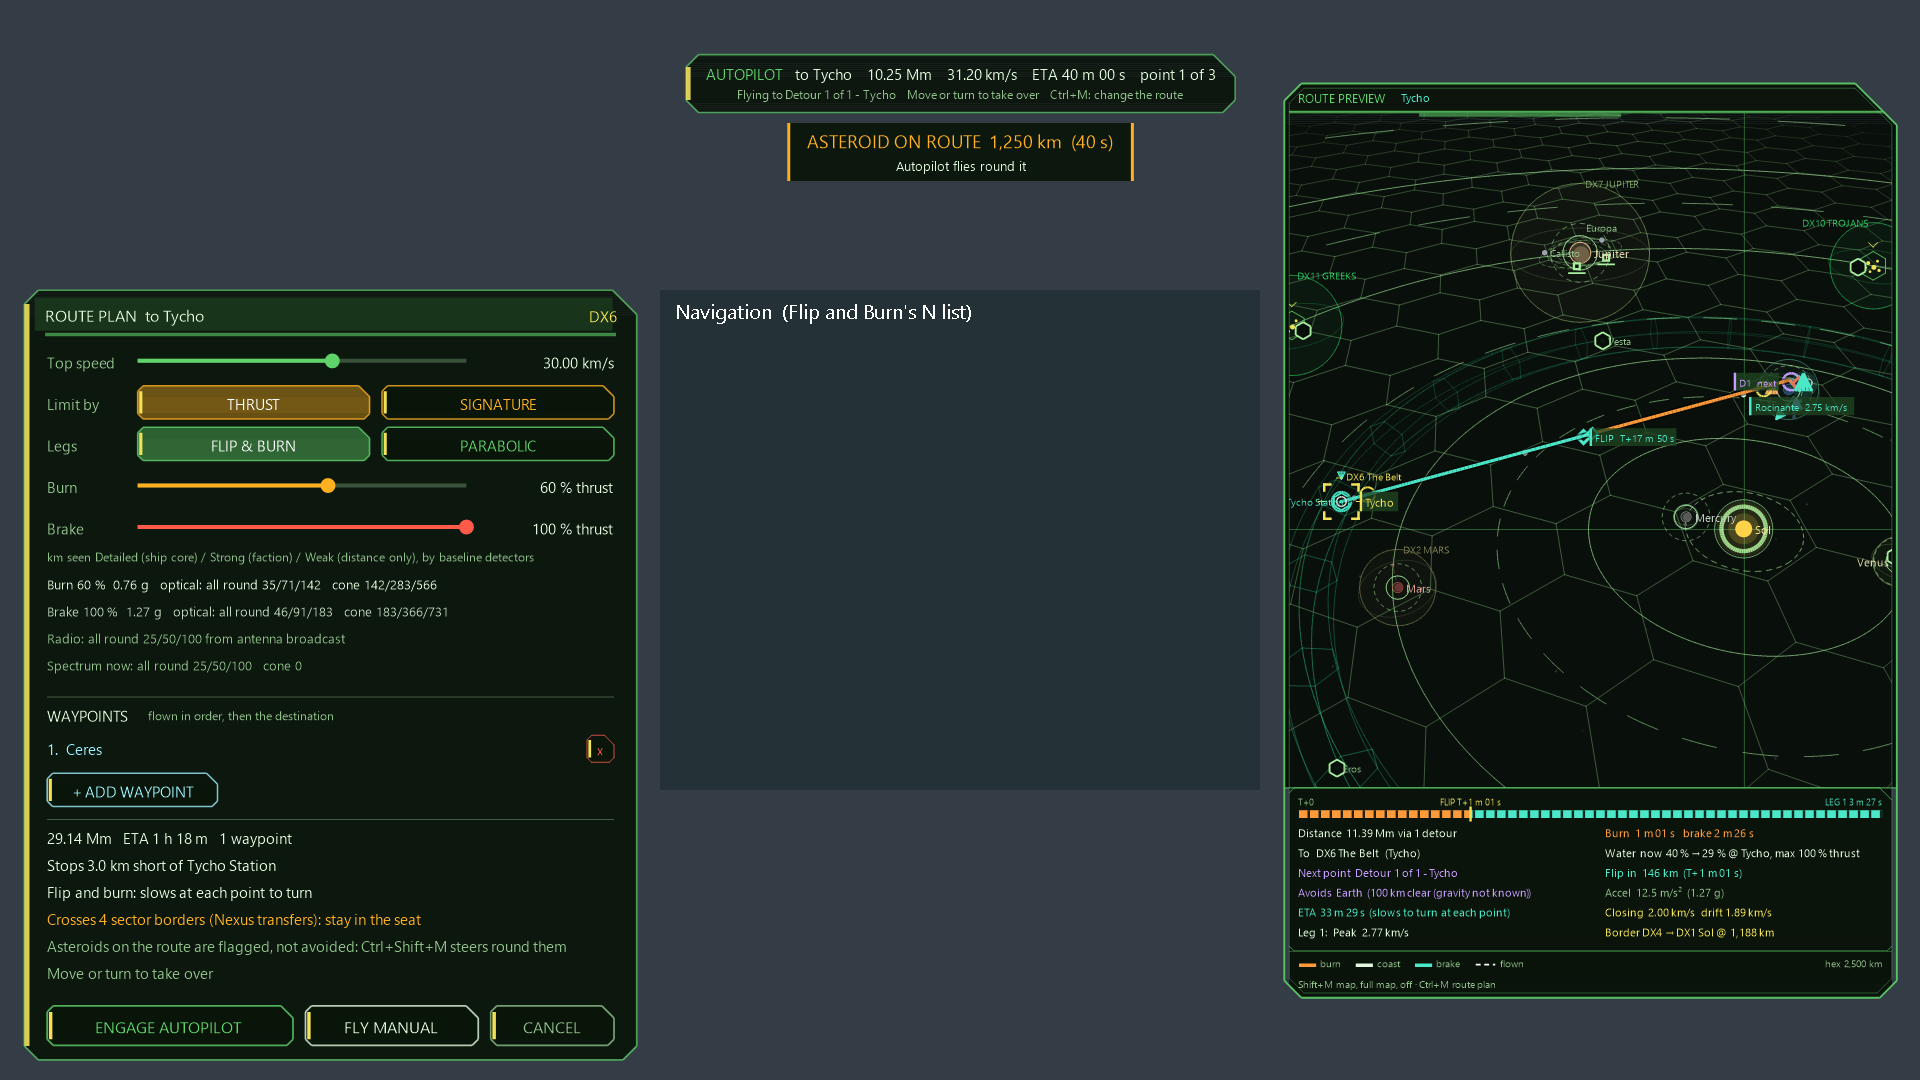 AUTOPILOT to Tycho 10.25 Mm 31.20 km/s ETA 40 m 00 s point 1 of 3
Flying to Detour 1 of 1 - Tycho Move or turn to take over Ctrl+M: change the route
ASTEROID ON ROUTE 1,250 km (40 s)
Autopilot flies round it
ROUTE PLAN to Tycho DX6
Top speed 30.00 km/s
Limit by THRUST SIGNATURE
Legs FLIP & BURN PARABOLIC
Burn 60 % thrust
Brake 100 % thrust
km seen Detailed (ship core) / Strong (faction) / Weak (distance only), by baseline detectors
Burn 60 % 0.76 g optical: all round 35/71/142 cone 142/283/566
Brake 100 % 1.27 g optical: all round 46/91/183 cone 183/366/731
Radio: all round 25/50/100 from antenna broadcast
Spectrum now: all round 25/50/100 cone 0
WAYPOINTS flown in order, then the destination
1. Ceres x
+ ADD WAYPOINT
29.14 Mm ETA 1 h 18 m 1 waypoint
Stops 3.0 km short of Tycho Station
Flip and burn: slows at each point to turn
Crosses 4 sector borders (Nexus transfers): stay in the seat
Asteroids on the route are flagged, not avoided: Ctrl+Shift+M steers round them
Move or turn to take over
ENGAGE AUTOPILOT FLY MANUAL CANCEL
Navigation (Flip and Burn's N list)
ROUTE PREVIEW Tycho
DX7 JUPITER
DX10 TROJANS
Europa
Callisto Jupiter
DX11 GREEKS
Vesta
D1 next
Rocinante 2.75 km/s
FLIP T+17 m 50 s
DX6 The Belt
Tycho
Mercury
Sol
DX2 MARS
Venus
Mars
Eros
T+0 FLIP T+1 m 01 s LEG 1 3 m 27 s
Distance 11.39 Mm via 1 detour
To DX6 The Belt (Tycho)
Next point Detour 1 of 1 - Tycho
Avoids Earth (100 km clear (gravity not known))
ETA 33 m 29 s (slows to turn at each point)
Leg 1: Peak 2.77 km/s
Burn 1 m 01 s brake 2 m 26 s
Water now 40 % → 29 % @ Tycho, max 100 % thrust
Flip in 146 km (T+1 m 01 s)
Accel 12.5 m/s² (1.27 g)
Closing 2.00 km/s drift 1.89 km/s
Border DX4 → DX1 Sol @ 1,188 km
burn coast brake flown hex 2,500 km
Shift+M map, full map, off · Ctrl+M route plan